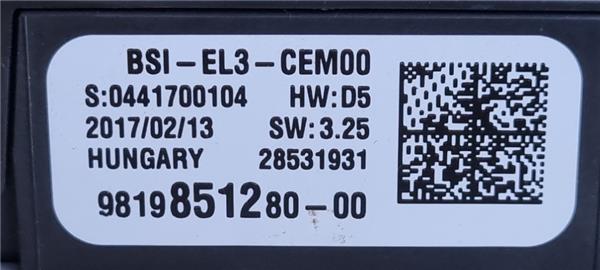 BSI-EL3-CEM00
S:0441700104 HW:D5
2017/02/13 SW:3.25
HUNGARY 28531931
9819851280-00